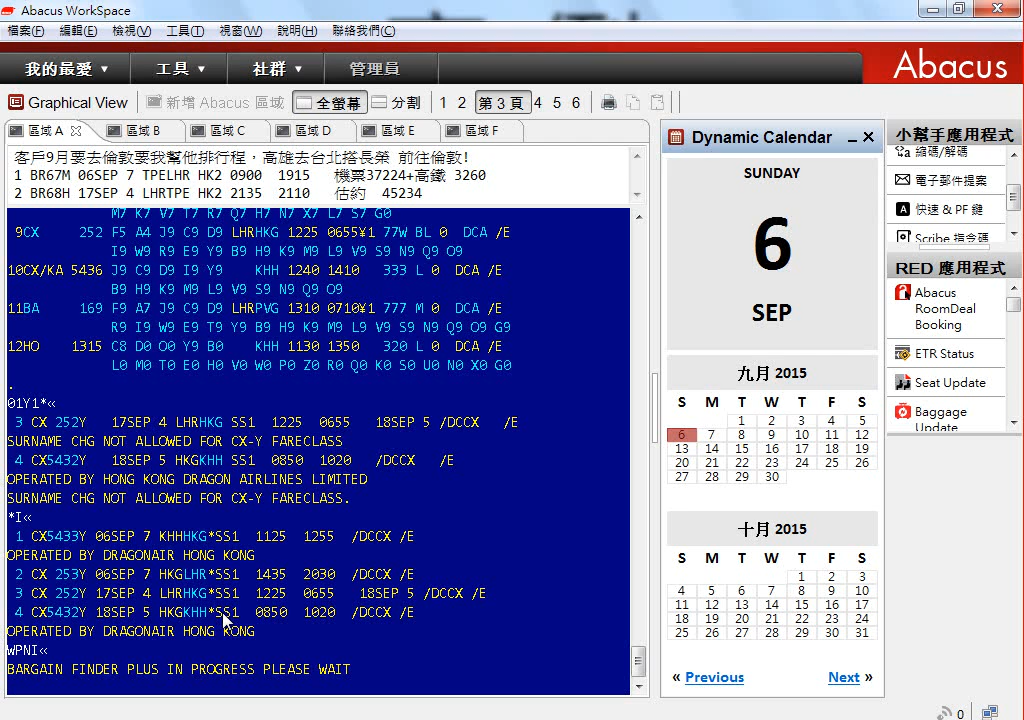 Abacus WorkSpace
檔案(F) 編輯(E) 檢視(V) 工具(T) 視窗(W) 說明(H) 聯絡我們(C)
我的最愛 ▼ 工具 ▼ 社群 ▼ 管理員
Abacus
Graphical View 新增 Abacus 區域 全螢幕 分割 1 2 第 3 頁 4 5 6
區域 A 區域 B 區域 C 區域 D 區域 E 區域 F
客戶9月要去倫敦要我幫他排行程，高雄去台北搭長榮 前往倫敦!
1 BR67M 06SEP 7 TPELHR HK2 0900 1915 機票37224+高鐵 3260
2 BR68H 17SEP 4 LHRTPE HK2 2135 2110 估約 45234
M7 K7 V7 T7 R7 Q7 H7 N7 X7 L7 S7 G0
9CX 252 F5 A4 J9 C9 D9 LHRHKG 1225 0655¥1 77W BL 0 DCA /E
I9 W9 R9 E9 Y9 B9 H9 K9 M9 L9 V9 S9 N9 Q9 O9
10CX/KA 5436 J9 C9 D9 I9 Y9 KHH 1240 1410 333 L 0 DCA /E
B9 H9 K9 M9 L9 V9 S9 N9 Q9 O9
11BA 169 F9 A7 J9 C9 D9 LHRPVG 1310 0710¥1 777 M 0 DCA /E
R9 I9 W9 E9 T9 Y9 B9 H9 K9 M9 L9 V9 S9 N9 Q9 O9 G9
12HO 1315 C8 D0 O0 Y9 B0 KHH 1130 1350 320 L 0 DCA /E
L0 M0 T0 E0 H0 V0 W0 P0 Z0 R0 Q0 K0 S0 U0 N0 X0 G0
.
01Y1*«
3 CX 252Y 17SEP 4 LHRHKG SS1 1225 0655 18SEP 5 /DCCX /E
SURNAME CHG NOT ALLOWED FOR CX-Y FARECLASS
4 CX5432Y 18SEP 5 HKGKHH SS1 0850 1020 /DCCX /E
OPERATED BY HONG KONG DRAGON AIRLINES LIMITED
SURNAME CHG NOT ALLOWED FOR CX-Y FARECLASS.
*I«
1 CX5433Y 06SEP 7 KHHHKG*SS1 1125 1255 /DCCX /E
OPERATED BY DRAGONAIR HONG KONG
2 CX 253Y 06SEP 7 HKGLHR*SS1 1435 2030 /DCCX /E
3 CX 252Y 17SEP 4 LHRHKG*SS1 1225 0655 18SEP 5 /DCCX /E
4 CX5432Y 18SEP 5 HKGKHH*SS1 0850 1020 /DCCX /E
OPERATED BY DRAGONAIR HONG KONG
WPNI«
BARGAIN FINDER PLUS IN PROGRESS PLEASE WAIT
Dynamic Calendar
SUNDAY
6
SEP
九月 2015
S M T W T F S
1 2 3 4 5
6 7 8 9 10 11 12
13 14 15 16 17 18 19
20 21 22 23 24 25 26
27 28 29 30
十月 2015
S M T W T F S
1 2 3
4 5 6 7 8 9 10
11 12 13 14 15 16 17
18 19 20 21 22 23 24
25 26 27 28 29 30 31
« Previous Next »
小幫手應用程式
編碼/解碼
電子郵件提案
快速 & PF 鍵
Scribe 指令碼
RED 應用程式
Abacus
RoomDeal
Booking
ETR Status
Seat Update
Baggage
Update
0